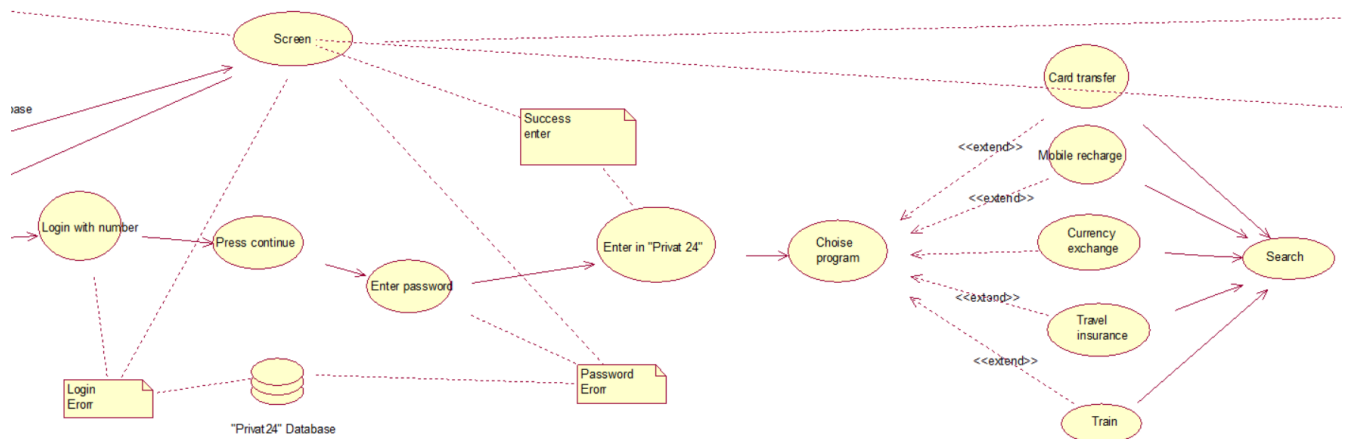 Screen
Card transfer
base
Success
enter
<<extend>>
Mobile recharge
<<extend>>
Login with number
Press continue
Enter in "Privat 24"
Choise
program
Currency
exchange
Search
Enter password
<<extend>>
Travel
insurance
<<extend>>
Login
Erorr
Password
Erorr
Train
"Privat24" Database